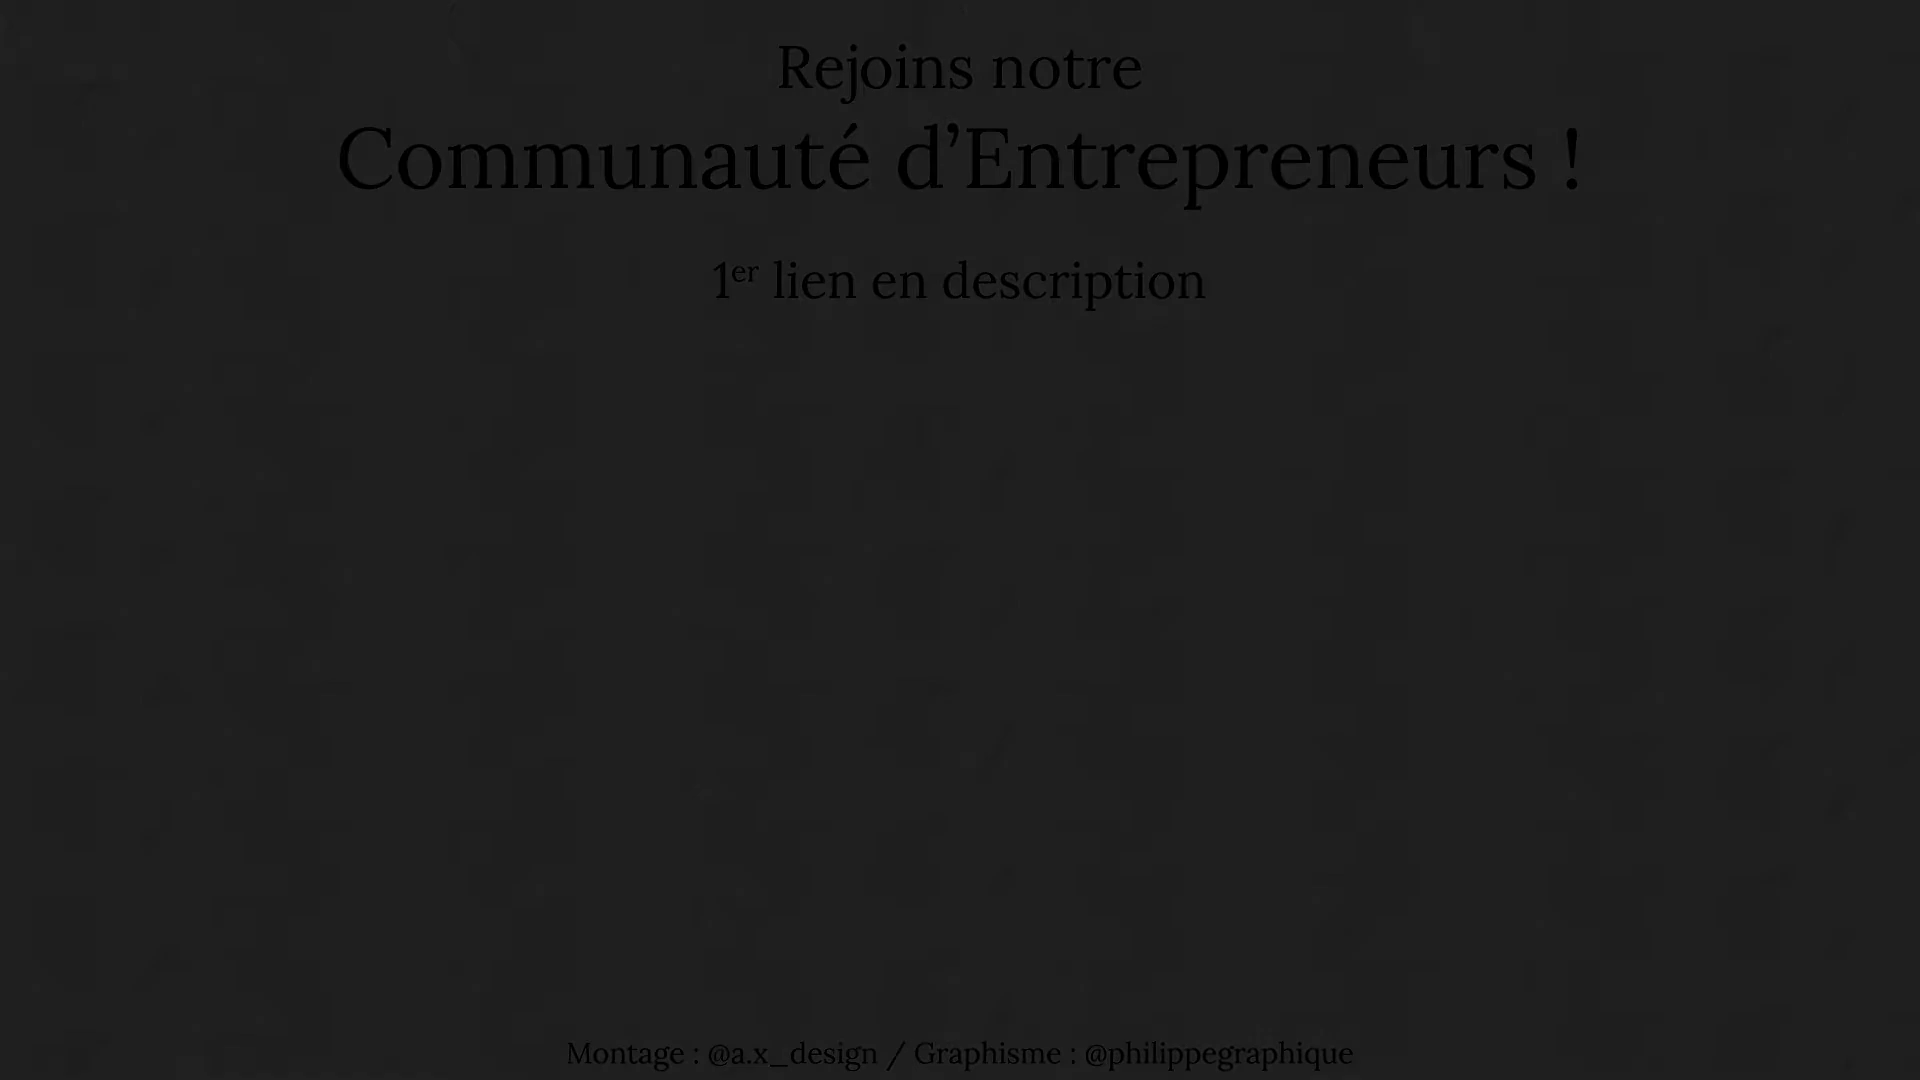 Rejoins notre
Communauté d’Entrepreneurs !
1er lien en description
Montage : @a.x_design / Graphisme : @philippegraphique